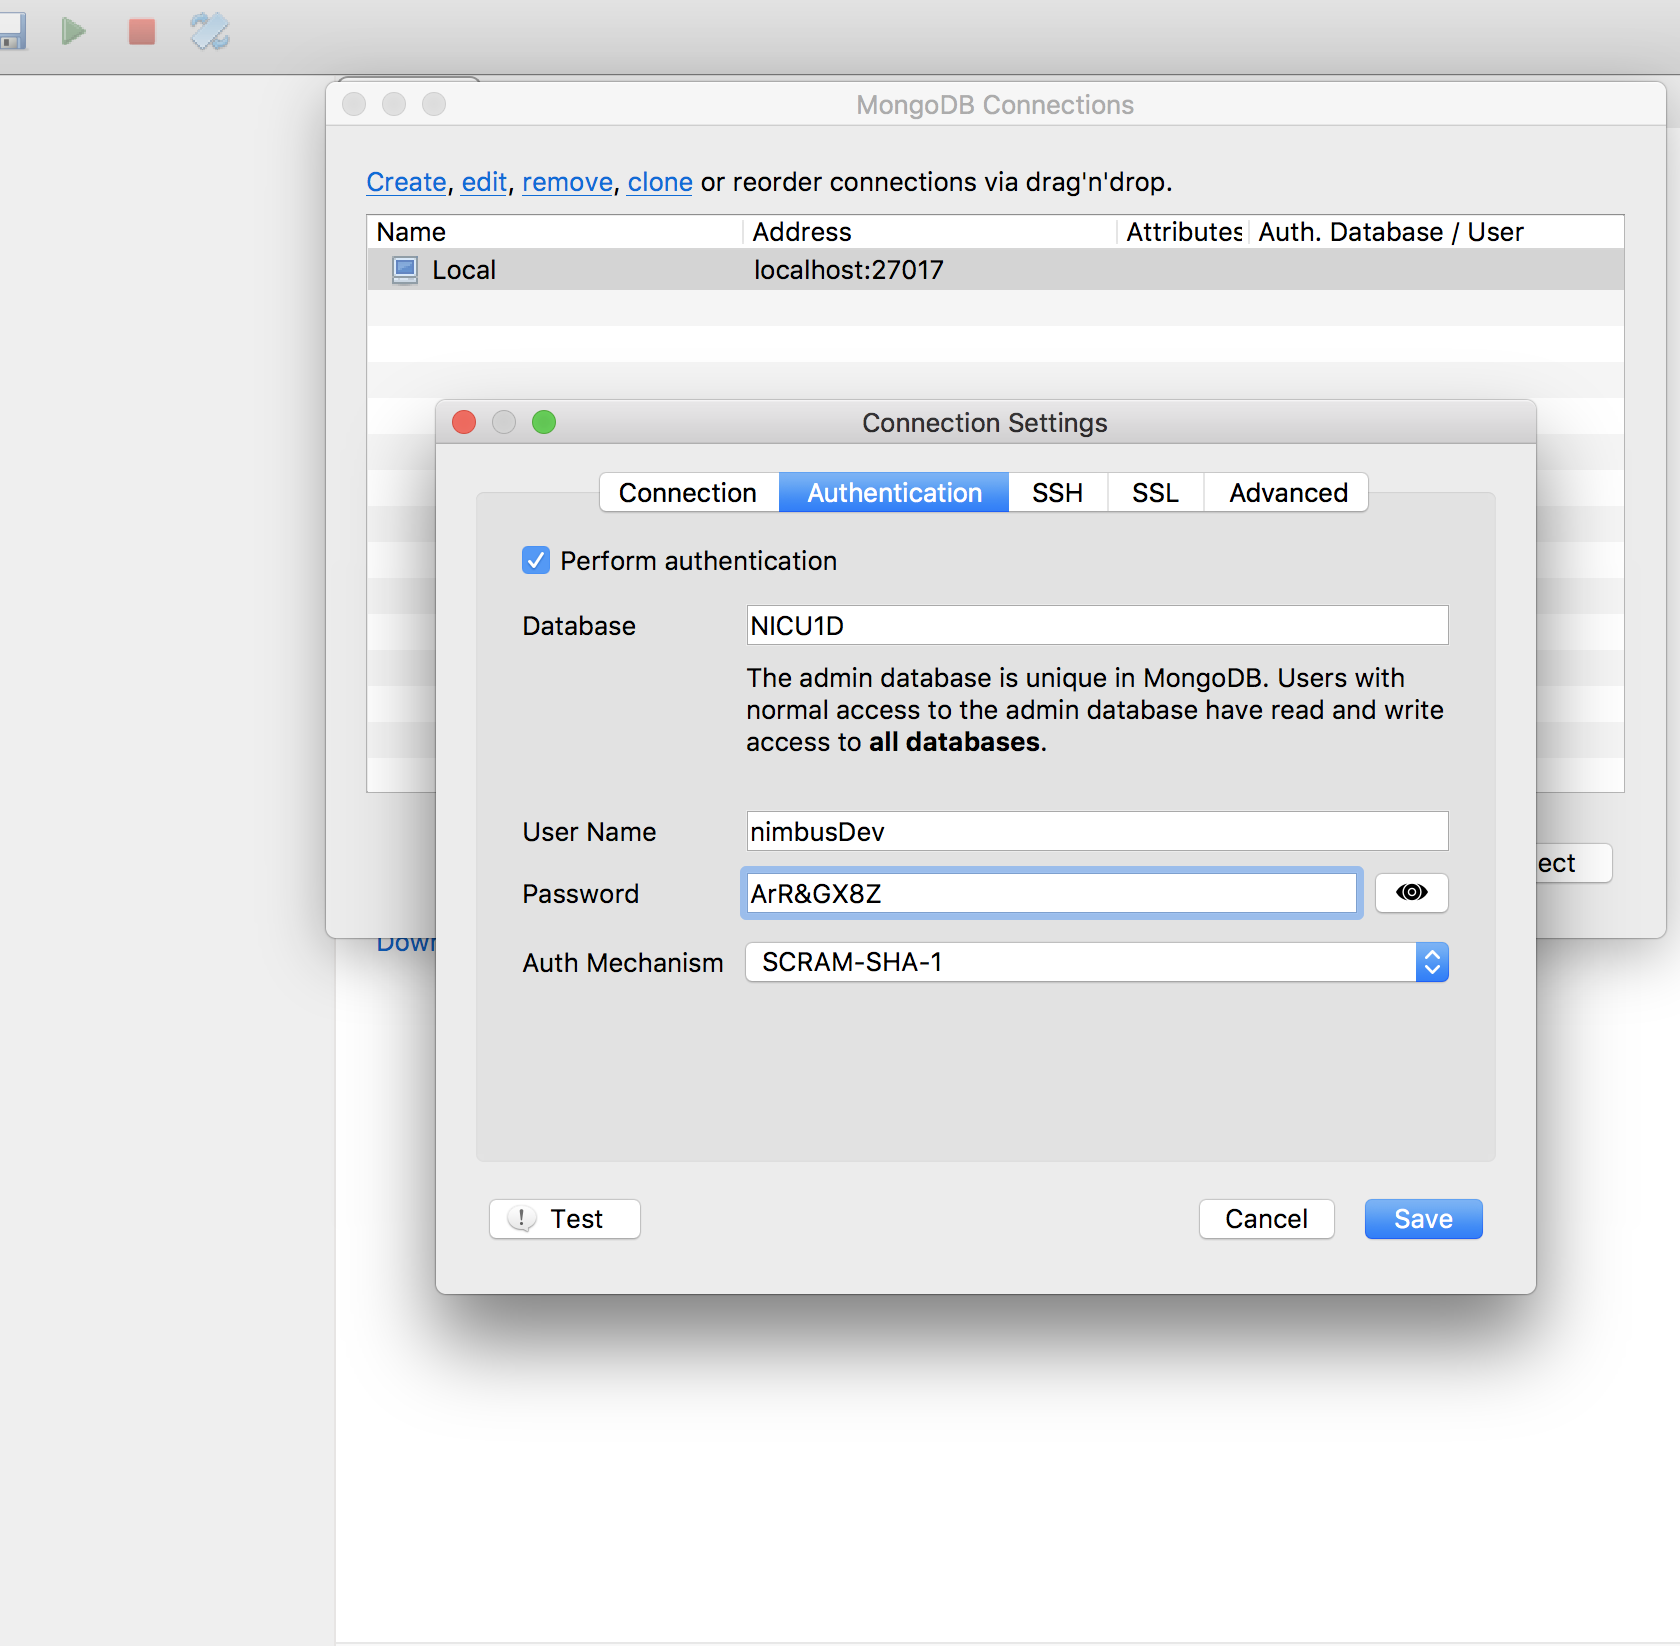 MongoDB Connections
Create, edit, remove, clone or reorder connections via drag'n'drop.
Name Address Attributes Auth. Database / User
Local localhost:27017
Connection Settings
Connection Authentication SSH SSL Advanced
Perform authentication
Database NICU1D
The admin database is unique in MongoDB. Users with
normal access to the admin database have read and write
access to all databases.
User Name nimbusDev
Password ArR&GX8Z
ect
Down
Auth Mechanism SCRAM-SHA-1
! Test Cancel Save